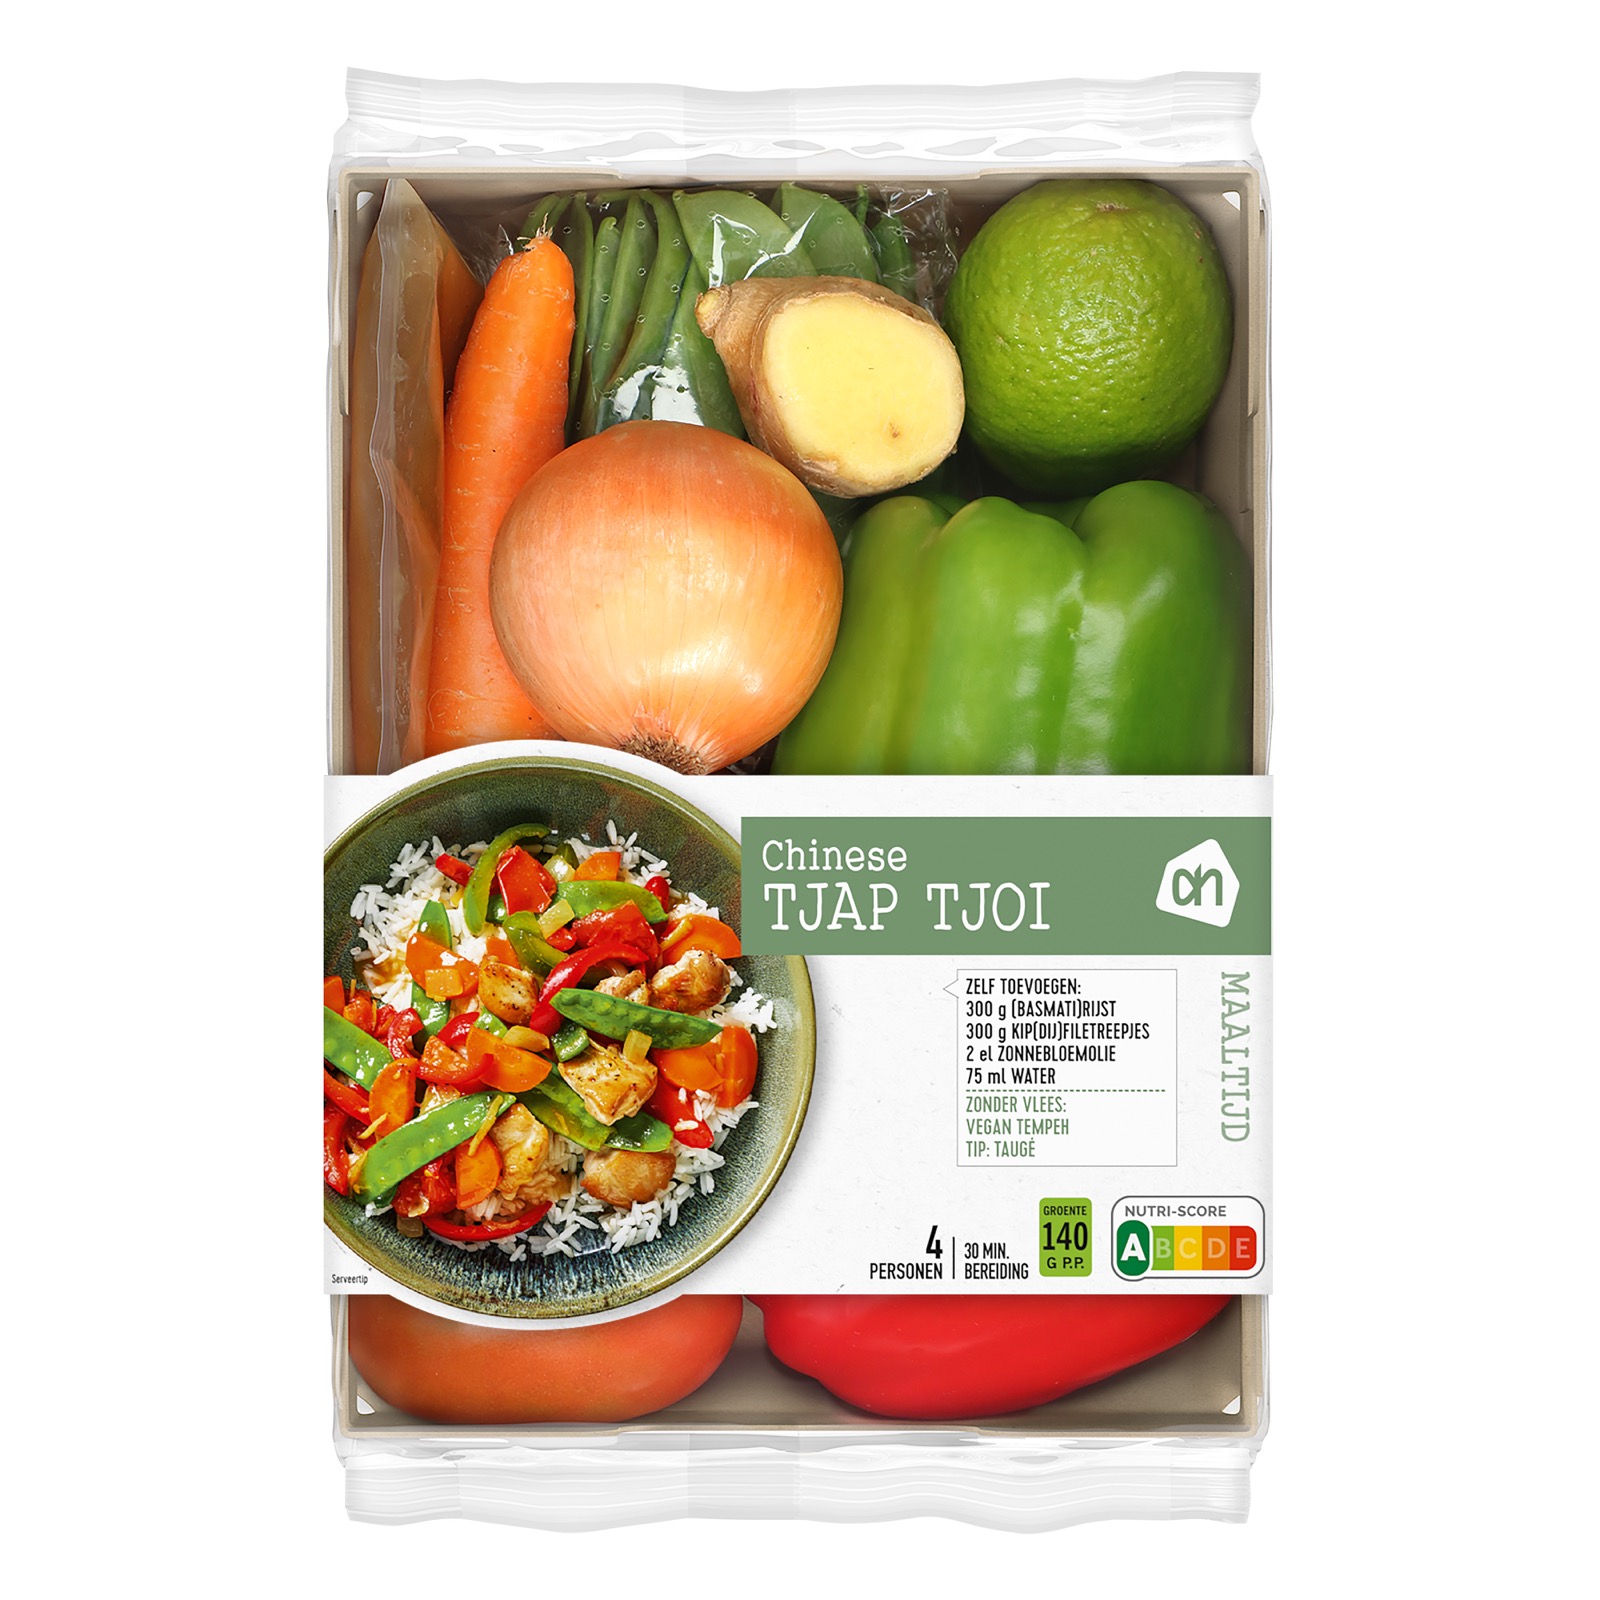 Chinese
TJAP TJOI
ah
MAALTIJD
ZELF TOEVOEGEN:
300 g (BASMATI)RIJST
300 g KIP(DIJ)FILETREEPJES
2 el ZONNEBLOEMOLIE
75 ml WATER
ZONDER VLEES:
VEGAN TEMPEH
TIP: TAUGÉ
4
PERSONEN
30 MIN.
BEREIDING
GROENTE
140
G P.P.
NUTRI-SCORE
A B C D E
Serveertip